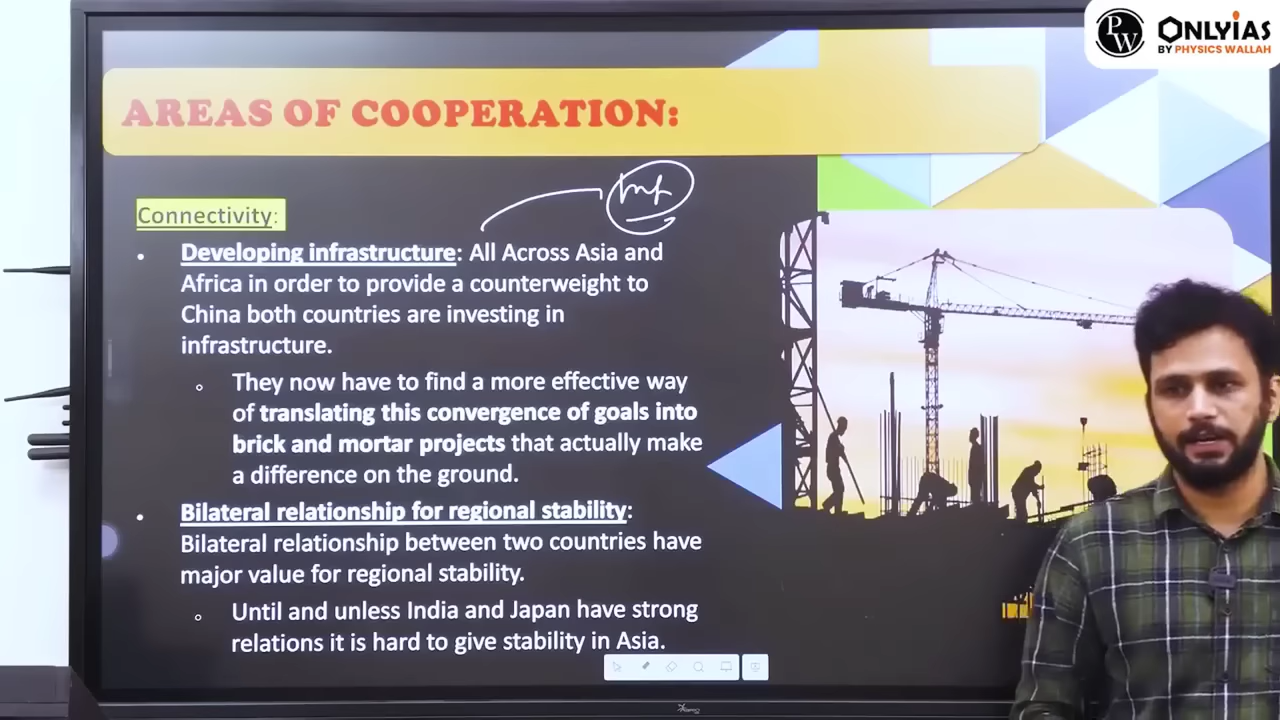 PW
ONLYIAS
BY PHYSICS WALLAH
AREAS OF COOPERATION:
Imp
Connectivity:
• Developing infrastructure: All Across Asia and
Africa in order to provide a counterweight to
China both countries are investing in
infrastructure.
◦ They now have to find a more effective way
of translating this convergence of goals into
brick and mortar projects that actually make
a difference on the ground.
• Bilateral relationship for regional stability:
Bilateral relationship between two countries have
major value for regional stability.
◦ Until and unless India and Japan have strong
relations it is hard to give stability in Asia.